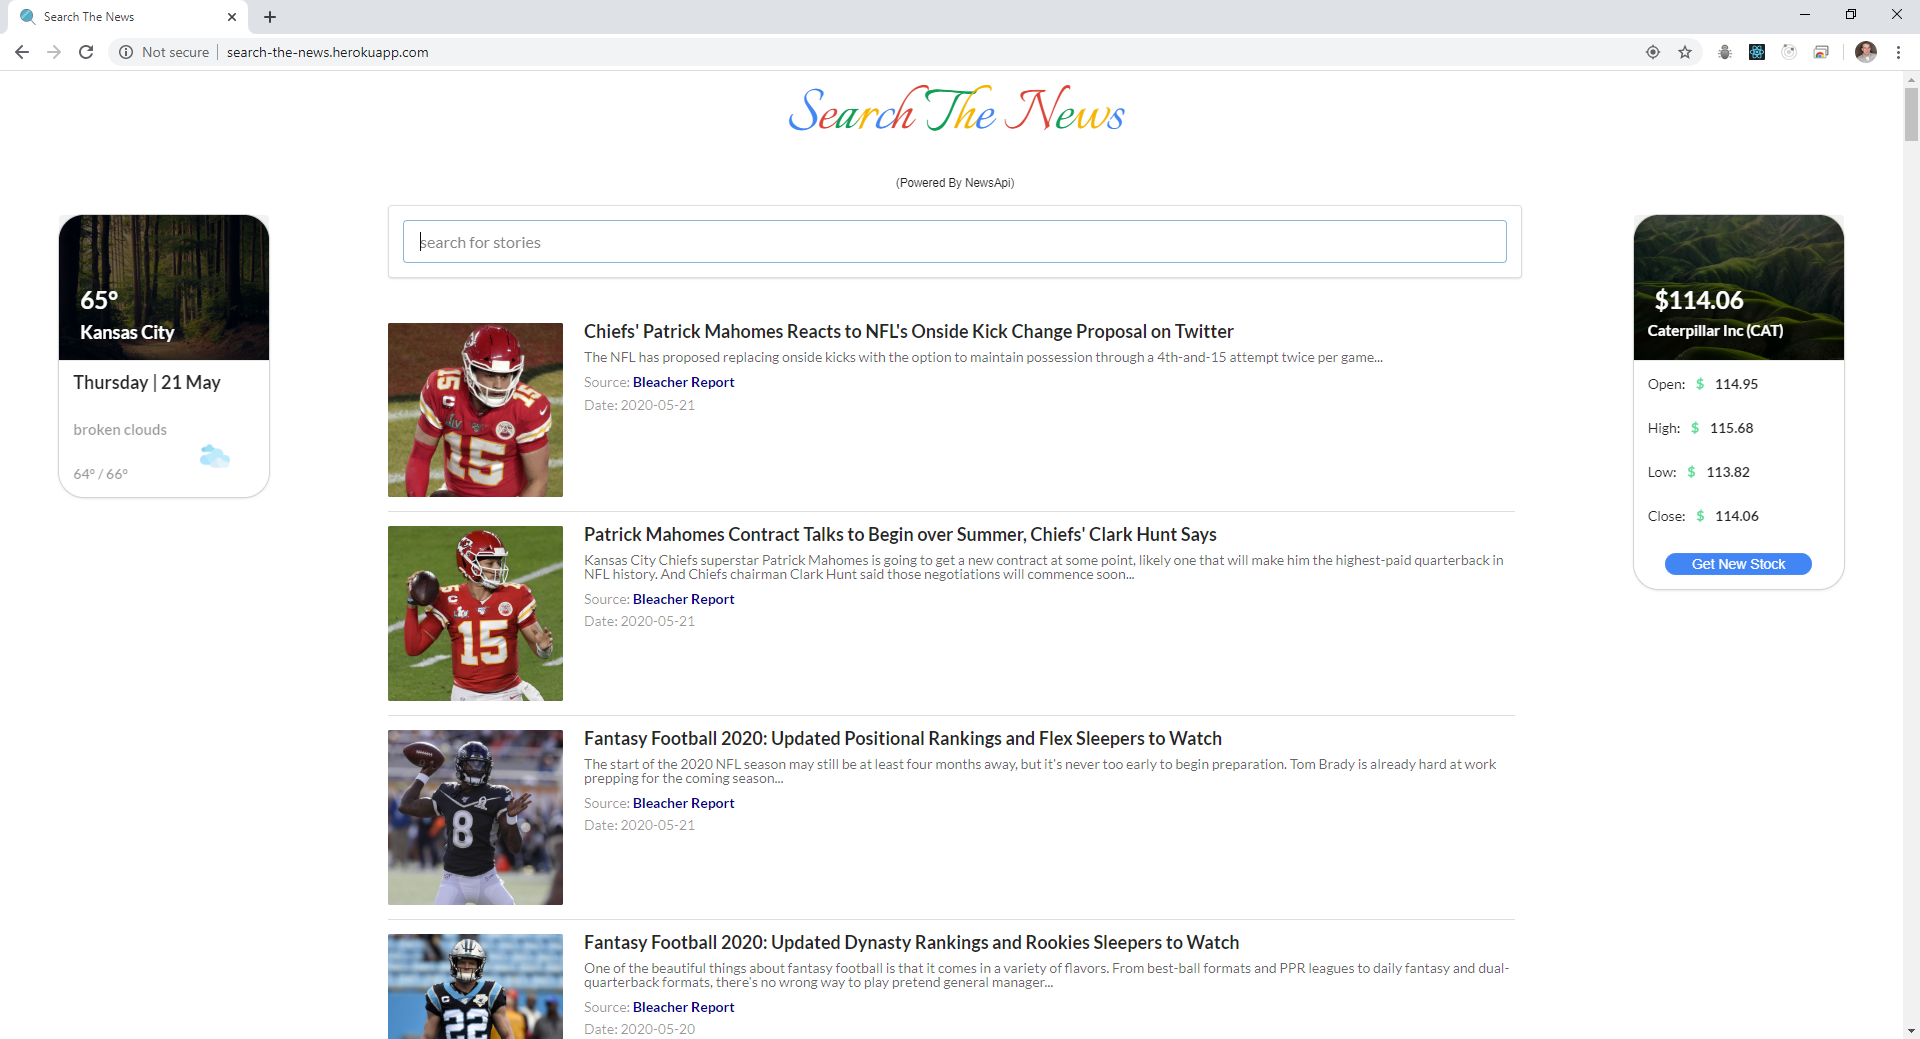 Search The News
Not secure
search-the-news.herokuapp.com
Search The News
(Powered By NewsApi)
search for stories
65°
Kansas City
Thursday | 21 May
broken clouds
64° / 66°
Chiefs' Patrick Mahomes Reacts to NFL's Onside Kick Change Proposal on Twitter
The NFL has proposed replacing onside kicks with the option to maintain possession through a 4th-and-15 attempt twice per game...
Source: Bleacher Report
Date: 2020-05-21
15
15
Patrick Mahomes Contract Talks to Begin over Summer, Chiefs' Clark Hunt Says
Kansas City Chiefs superstar Patrick Mahomes is going to get a new contract at some point, likely one that will make him the highest-paid quarterback in
NFL history. And Chiefs chairman Clark Hunt said those negotiations will commence soon...
Source: Bleacher Report
Date: 2020-05-21
15
Fantasy Football 2020: Updated Positional Rankings and Flex Sleepers to Watch
The start of the 2020 NFL season may still be at least four months away, but it's never too early to begin preparation. Tom Brady is already hard at work
prepping for the coming season...
Source: Bleacher Report
Date: 2020-05-21
8
Fantasy Football 2020: Updated Dynasty Rankings and Rookies Sleepers to Watch
One of the beautiful things about fantasy football is that it comes in a variety of flavors. From best-ball formats and PPR leagues to daily fantasy and dual-
quarterback formats, there's no wrong way to play pretend general manager...
Source: Bleacher Report
Date: 2020-05-20
22
$114.06
Caterpillar Inc (CAT)
Open: $ 114.95
High: $ 115.68
Low: $ 113.82
Close: $ 114.06
Get New Stock